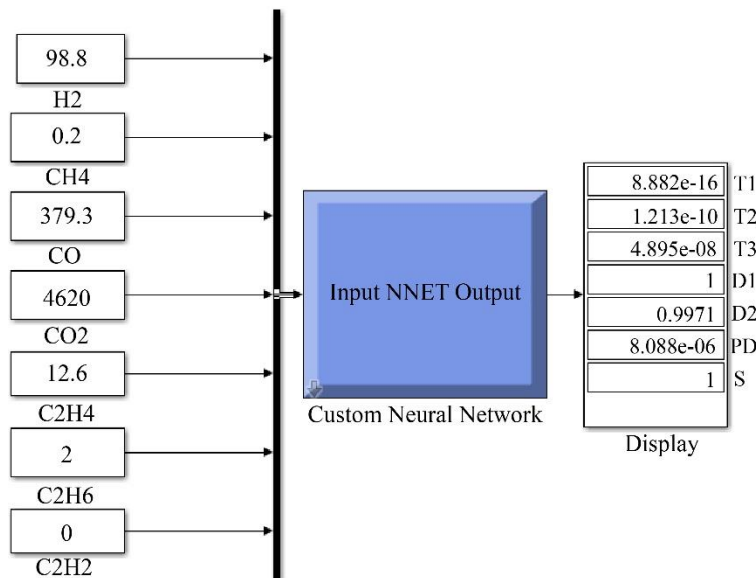 98.8
H2
0.2
CH4
379.3
CO
4620
CO2
12.6
C2H4
2
C2H6
0
C2H2
Input NNET Output
Custom Neural Network
8.882e-16 T1
1.213e-10 T2
4.895e-08 T3
1 D1
0.9971 D2
8.088e-06 PD
1 S
Display